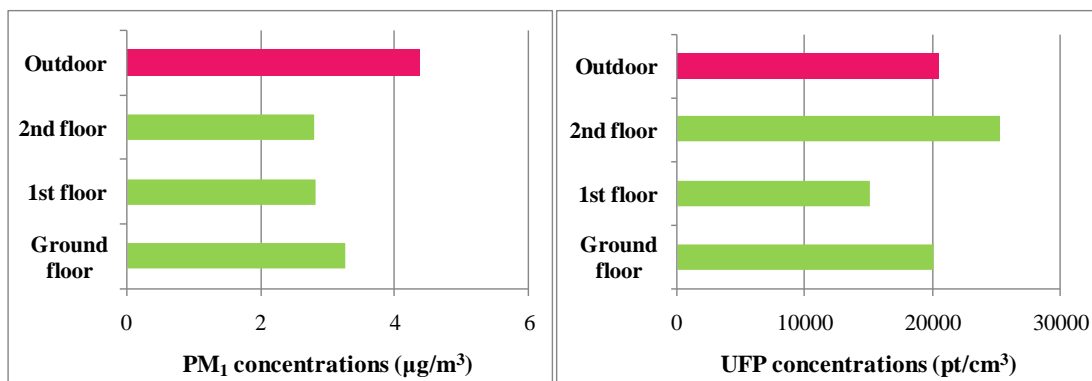 Outdoor
2nd floor
1st floor
Ground
floor
0 2 4 6
PM₁ concentrations (µg/m³)
Outdoor
2nd floor
1st floor
Ground
floor
0 10000 20000 30000
UFP concentrations (pt/cm³)